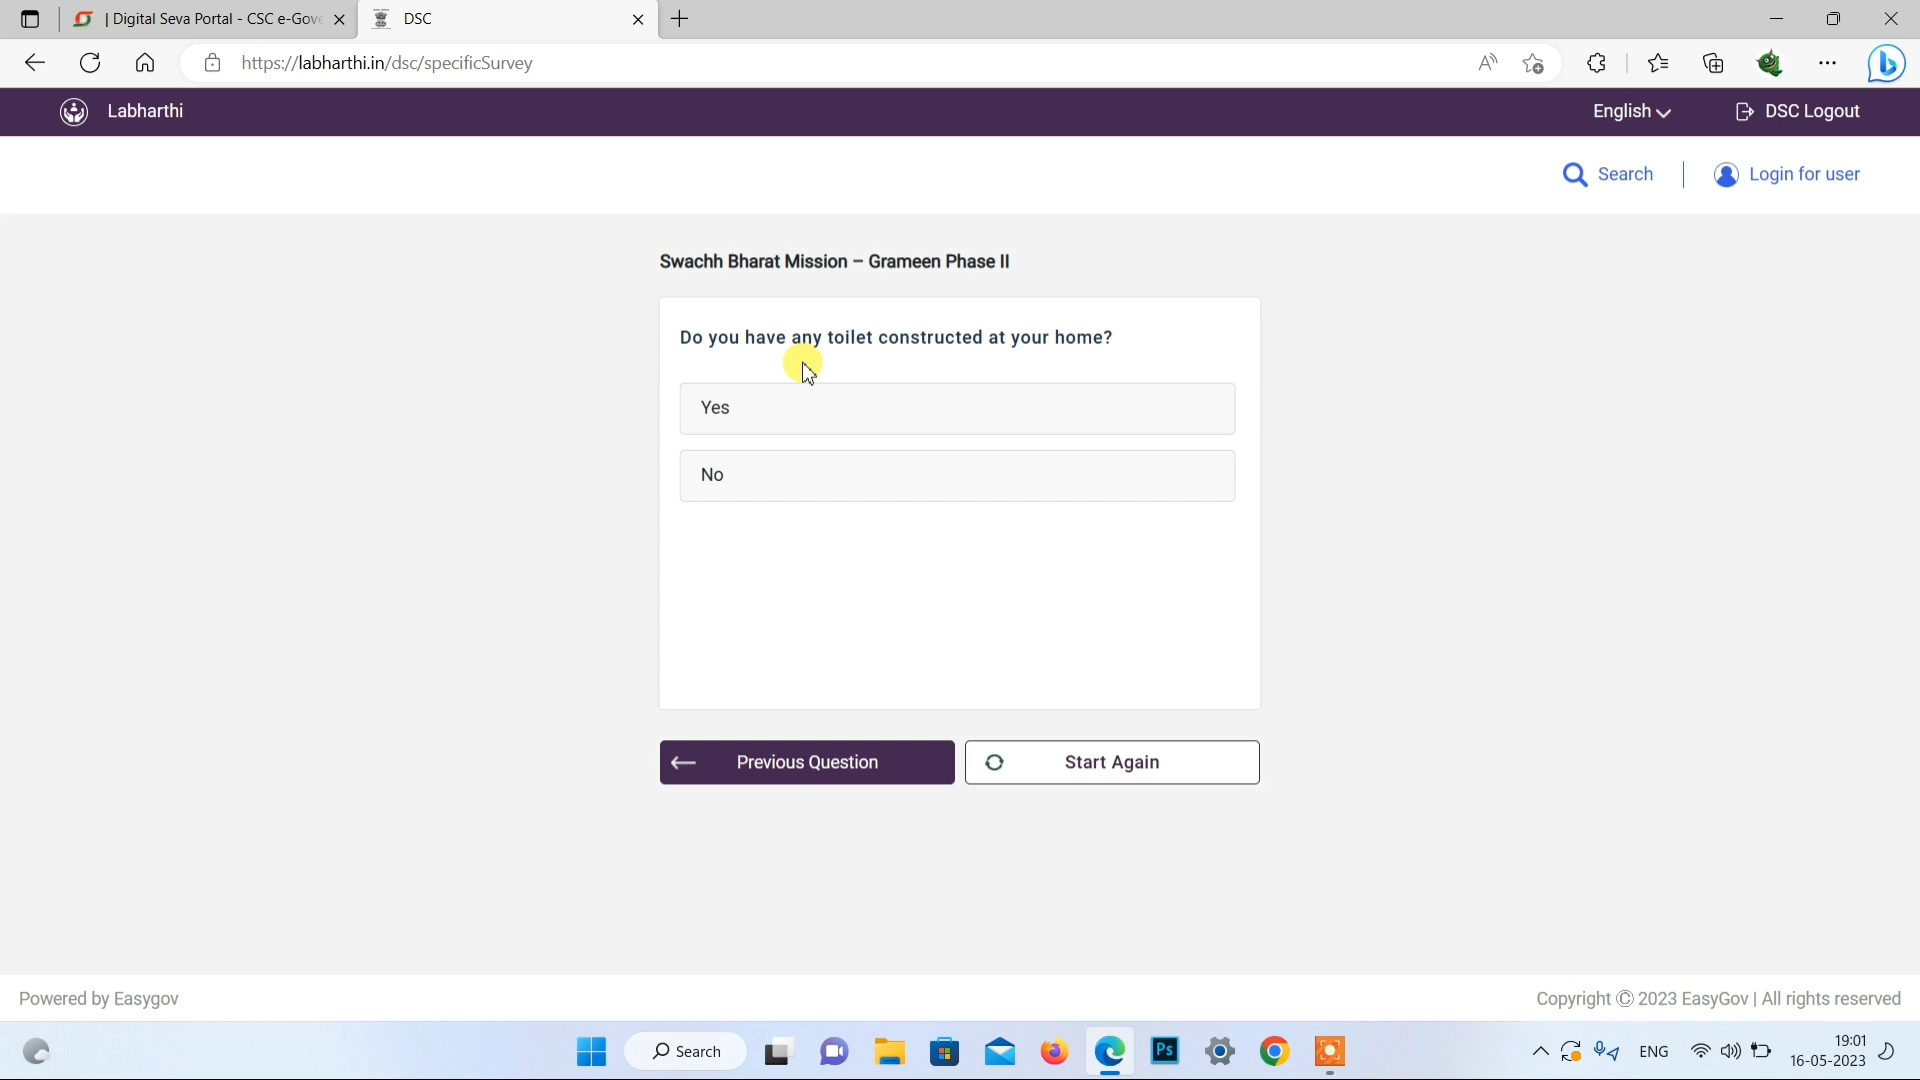 | Digital Seva Portal - CSC e-Gove
DSC
https://labharthi.in/dsc/specificSurvey
Labharthi
English
DSC Logout
Search
Login for user
Swachh Bharat Mission – Grameen Phase II
Do you have any toilet constructed at your home?
Yes
No
Previous Question
Start Again
Powered by Easygov
Copyright © 2023 EasyGov | All rights reserved
Search
Ps
ENG
19:01
16-05-2023